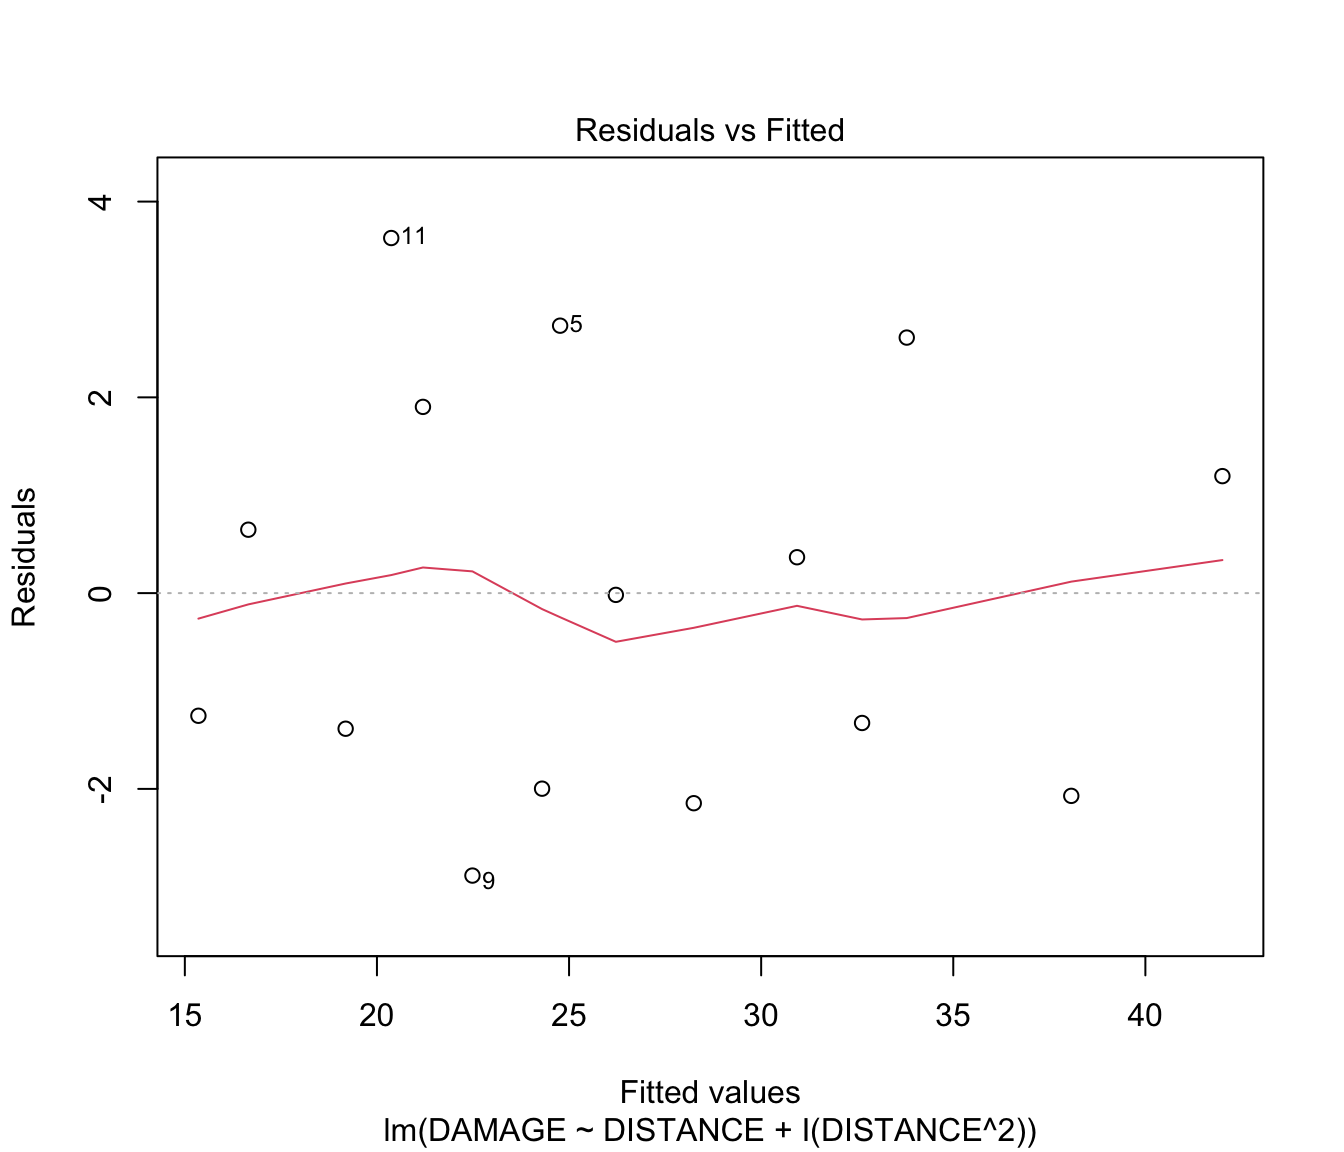 Residuals vs Fitted
4
2
0
-2
Residuals
11
5
9
15 20 25 30 35 40
Fitted values
lm(DAMAGE ~ DISTANCE + I(DISTANCE^2))